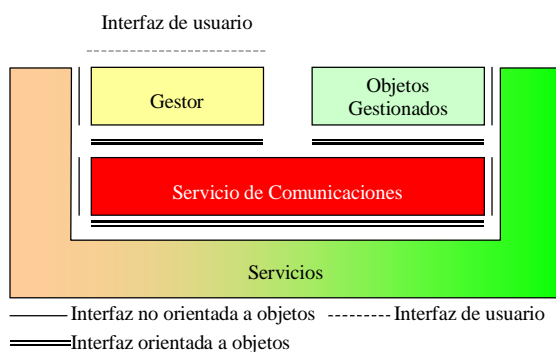 Interfaz de usuario
Gestor
Objetos
Gestionados
Servicio de Comunicaciones
Servicios
Interfaz no orientada a objetos
Interfaz de usuario
Interfaz orientada a objetos